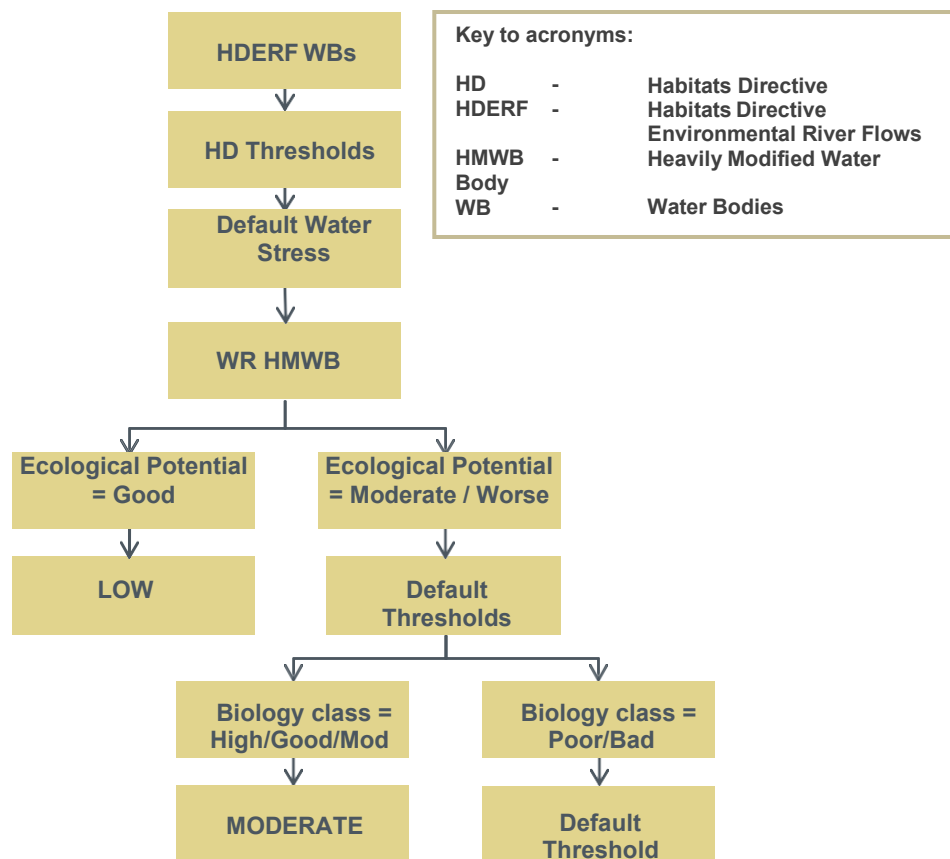 HDERF WBs
HD Thresholds
Default Water
Stress
WR HMWB
Ecological Potential
= Good
Ecological Potential
= Moderate / Worse
LOW
Default
Thresholds
Biology class =
High/Good/Mod
Biology class =
Poor/Bad
MODERATE
Default
Threshold
Key to acronyms:
HD - Habitats Directive
HDERF - Habitats Directive
Environmental River Flows
HMWB - Heavily Modified Water
Body
WB - Water Bodies